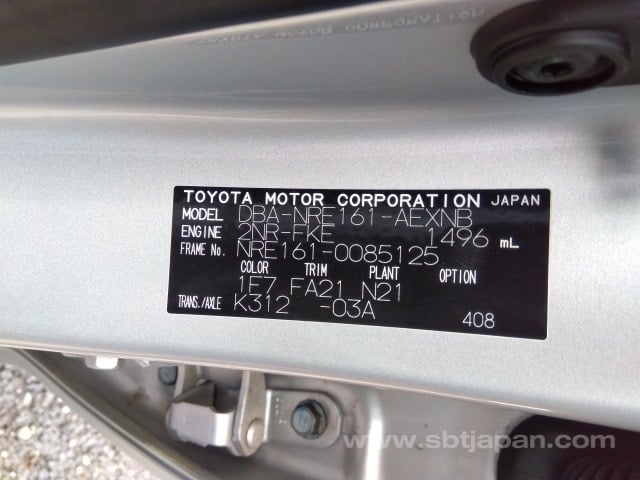 TOYOTA MOTOR CORPORATION JAPAN
MODEL DBA-NRE161-AEXNB
ENGINE 2NR-FKE 1496 mL
FRAME No. NRE161-0085125
COLOR TRIM PLANT OPTION
1F7 FA21 N21
TRANS./AXLE K312 -03A
408
www.sbtjapan.com